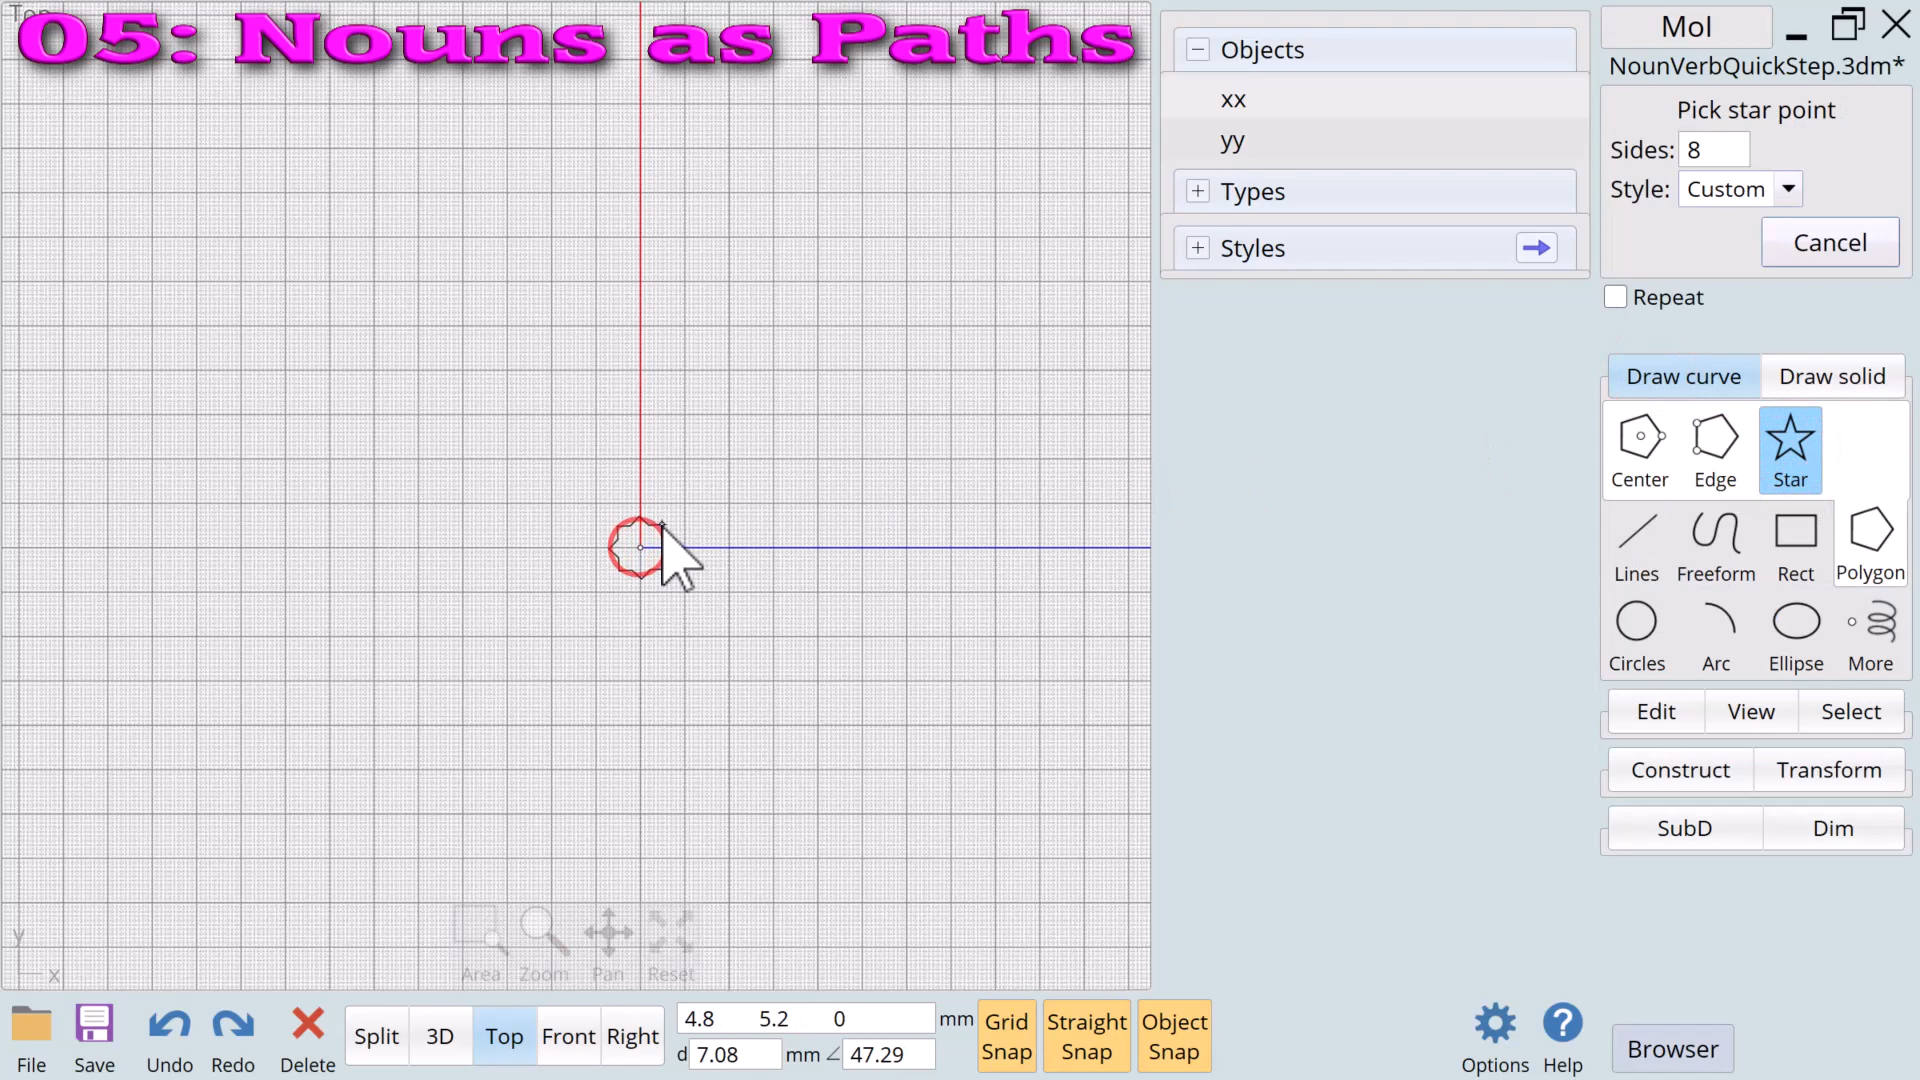 Top
05: Nouns as Paths
Objects
xx
yy
Types
Styles
MoI
NounVerbQuickStep.3dm*
Pick star point
Sides: 8
Style: Custom
Cancel
Repeat
Draw curve Draw solid
Center Edge Star
Lines Freeform Rect Polygon
Circles Arc Ellipse More
Edit View Select
Construct Transform
SubD Dim
y
x
Area Zoom Pan Reset
File Save Undo Redo Delete
Split 3D Top Front Right
4.8 5.2 0 mm
d 7.08 mm ∠ 47.29
Grid Snap
Straight Snap
Object Snap
Options Help
Browser